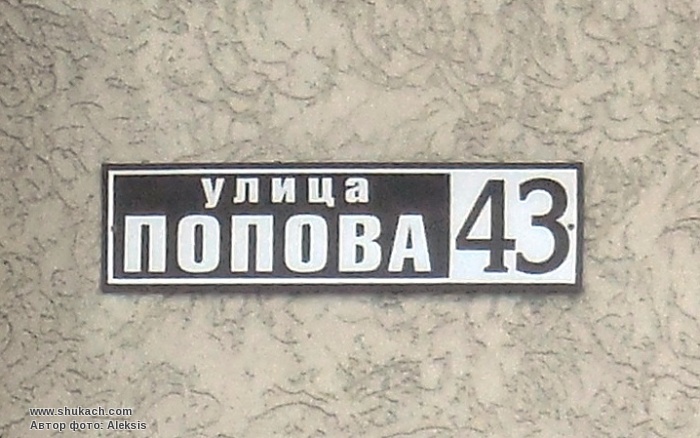 улица
ПОПОВА 43
www.shukach.com
Автор фото: Aleksis